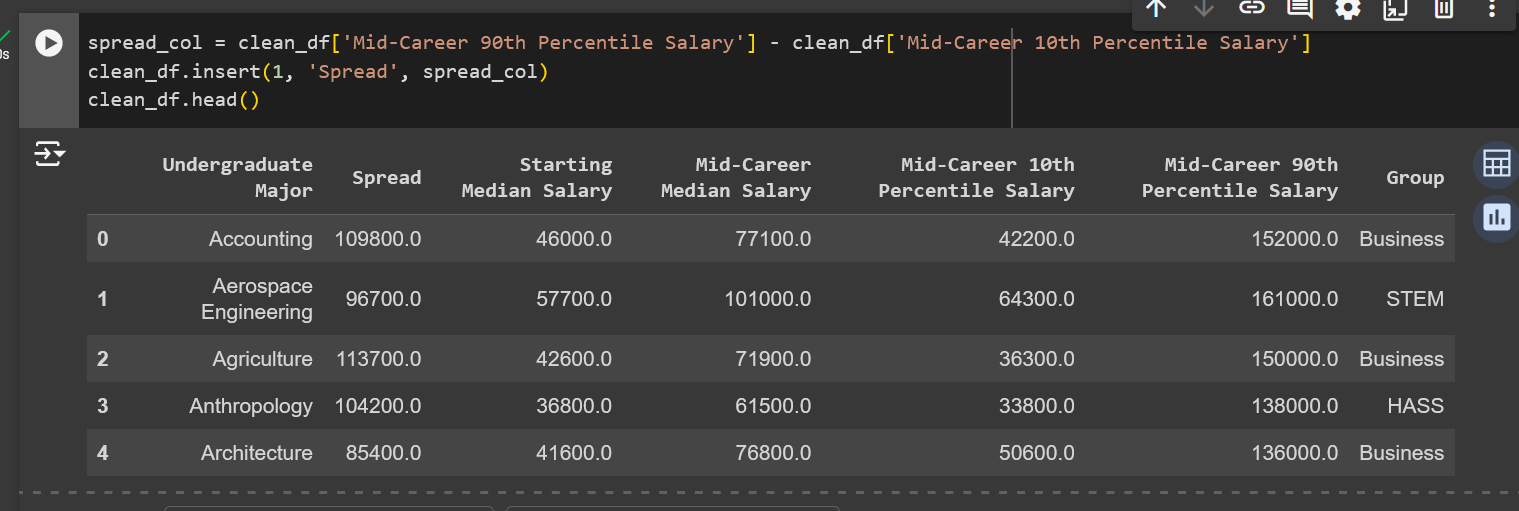 spread_col = clean_df['Mid-Career 90th Percentile Salary'] - clean_df['Mid-Career 10th Percentile Salary']
0s
clean_df.insert(1, 'Spread', spread_col)
clean_df.head()
Undergraduate Major Spread Starting Median Salary Mid-Career Median Salary Mid-Career 10th Percentile Salary Mid-Career 90th Percentile Salary Group
0 Accounting 109800.0 46000.0 77100.0 42200.0 152000.0 Business
1 Aerospace Engineering 96700.0 57700.0 101000.0 64300.0 161000.0 STEM
2 Agriculture 113700.0 42600.0 71900.0 36300.0 150000.0 Business
3 Anthropology 104200.0 36800.0 61500.0 33800.0 138000.0 HASS
4 Architecture 85400.0 41600.0 76800.0 50600.0 136000.0 Business